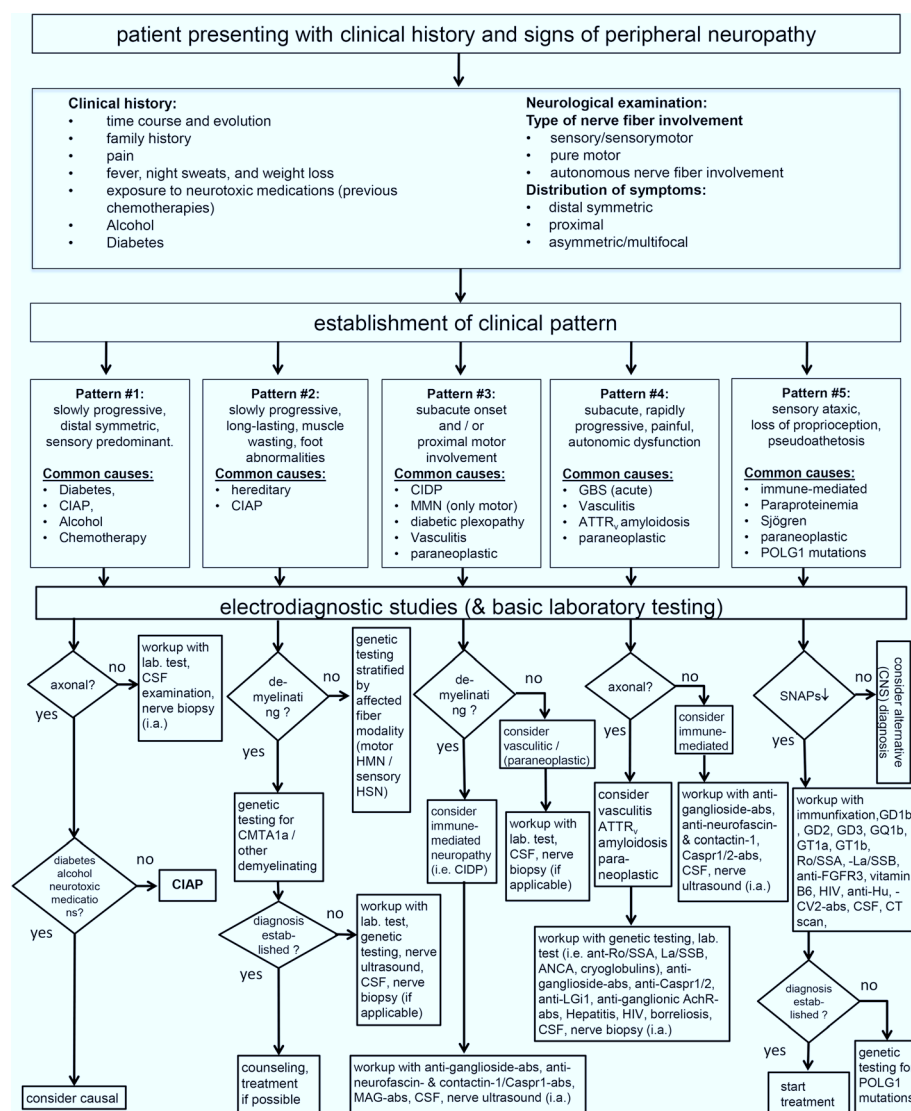 patient presenting with clinical history and signs of peripheral neuropathy
Clinical history:
• time course and evolution
• family history
• pain
• fever, night sweats, and weight loss
• exposure to neurotoxic medications (previous
chemotherapies)
• Alcohol
• Diabetes
Neurological examination:
Type of nerve fiber involvement
• sensory/sensorymotor
• pure motor
• autonomous nerve fiber involvement
Distribution of symptoms:
• distal symmetric
• proximal
• asymmetric/multifocal
establishment of clinical pattern
Pattern #1:
slowly progressive,
distal symmetric,
sensory predominant.
Common causes:
• Diabetes,
• CIAP,
• Alcohol
• Chemotherapy
Pattern #2:
slowly progressive,
long-lasting, muscle
wasting, foot
abnormalities
Common causes:
• hereditary
• CIAP
Pattern #3:
subacute onset
and / or
proximal motor
involvement
Common causes:
• CIDP
• MMN (only motor)
• diabetic plexopathy
• Vasculitis
• paraneoplastic
Pattern #4:
subacute, rapidly
progressive, painful,
autonomic dysfunction
Common causes:
• GBS (acute)
• Vasculitis
• ATTRv amyloidosis
• paraneoplastic
Pattern #5:
sensory ataxic,
loss of proprioception,
pseudoathetosis
Common causes:
• immune-mediated
• Paraproteinemia
• Sjögren
• paraneoplastic
• POLG1 mutations
electrodiagnostic studies (& basic laboratory testing)
axonal?
no
yes
workup with
lab. test,
CSF
examination,
nerve biopsy
(i.a.)
diabetes
alcohol
neurotoxic
medicatio
ns?
no
yes
CIAP
consider causal
de-
myelinati
ng ?
no
yes
genetic
testing
stratified
by
affected
fiber
modality
(motor
HMN /
sensory
HSN)
genetic
testing for
CMTA1a /
other
demyelinating
diagnosis
estab-
lished ?
no
yes
workup with
lab. test,
genetic
testing, nerve
ultrasound,
CSF, nerve
biopsy (if
applicable)
counseling,
treatment
if possible
de-
myelinati
ng ?
no
yes
consider
vasculitic /
(paraneoplastic)
consider
immune-
mediated
neuropathy
(i.e. CIDP)
workup with
lab. test,
CSF, nerve
biopsy (if
applicable)
workup with anti-ganglioside-abs, anti-
neurofascin- & contactin-1/Caspr1-abs,
MAG-abs, CSF, nerve ultrasound (i.a.)
axonal?
no
yes
consider
immune-
mediated
consider
vasculitis
ATTRv
amyloidosis
para-
neoplastic
workup with anti-
ganglioside-abs,
anti-neurofascin-
& contactin-1,
Caspr1/2-abs,
CSF, nerve
ultrasound (i.a.)
workup with genetic testing, lab.
test (i.e. ant-Ro/SSA, La/SSB,
ANCA, cryoglobulins), anti-
ganglioside-abs, anti-Caspr1/2,
anti-LGi1, anti-ganglionic AchR-
abs, Hepatitis, HIV, borreliosis,
CSF, nerve biopsy (i.a.)
SNAPs↓
no
yes
consider alternative
(CNS) diagnosis
workup with
immunfixation,GD1b
, GD2, GD3, GQ1b,
GT1a, GT1b,
Ro/SSA, -La/SSB,
anti-FGFR3, vitamin
B6, HIV, anti-Hu, -
CV2-abs, CSF, CT
scan,
diagnosis
estab-
lished ?
no
yes
start
treatment
genetic
testing for
POLG1
mutations